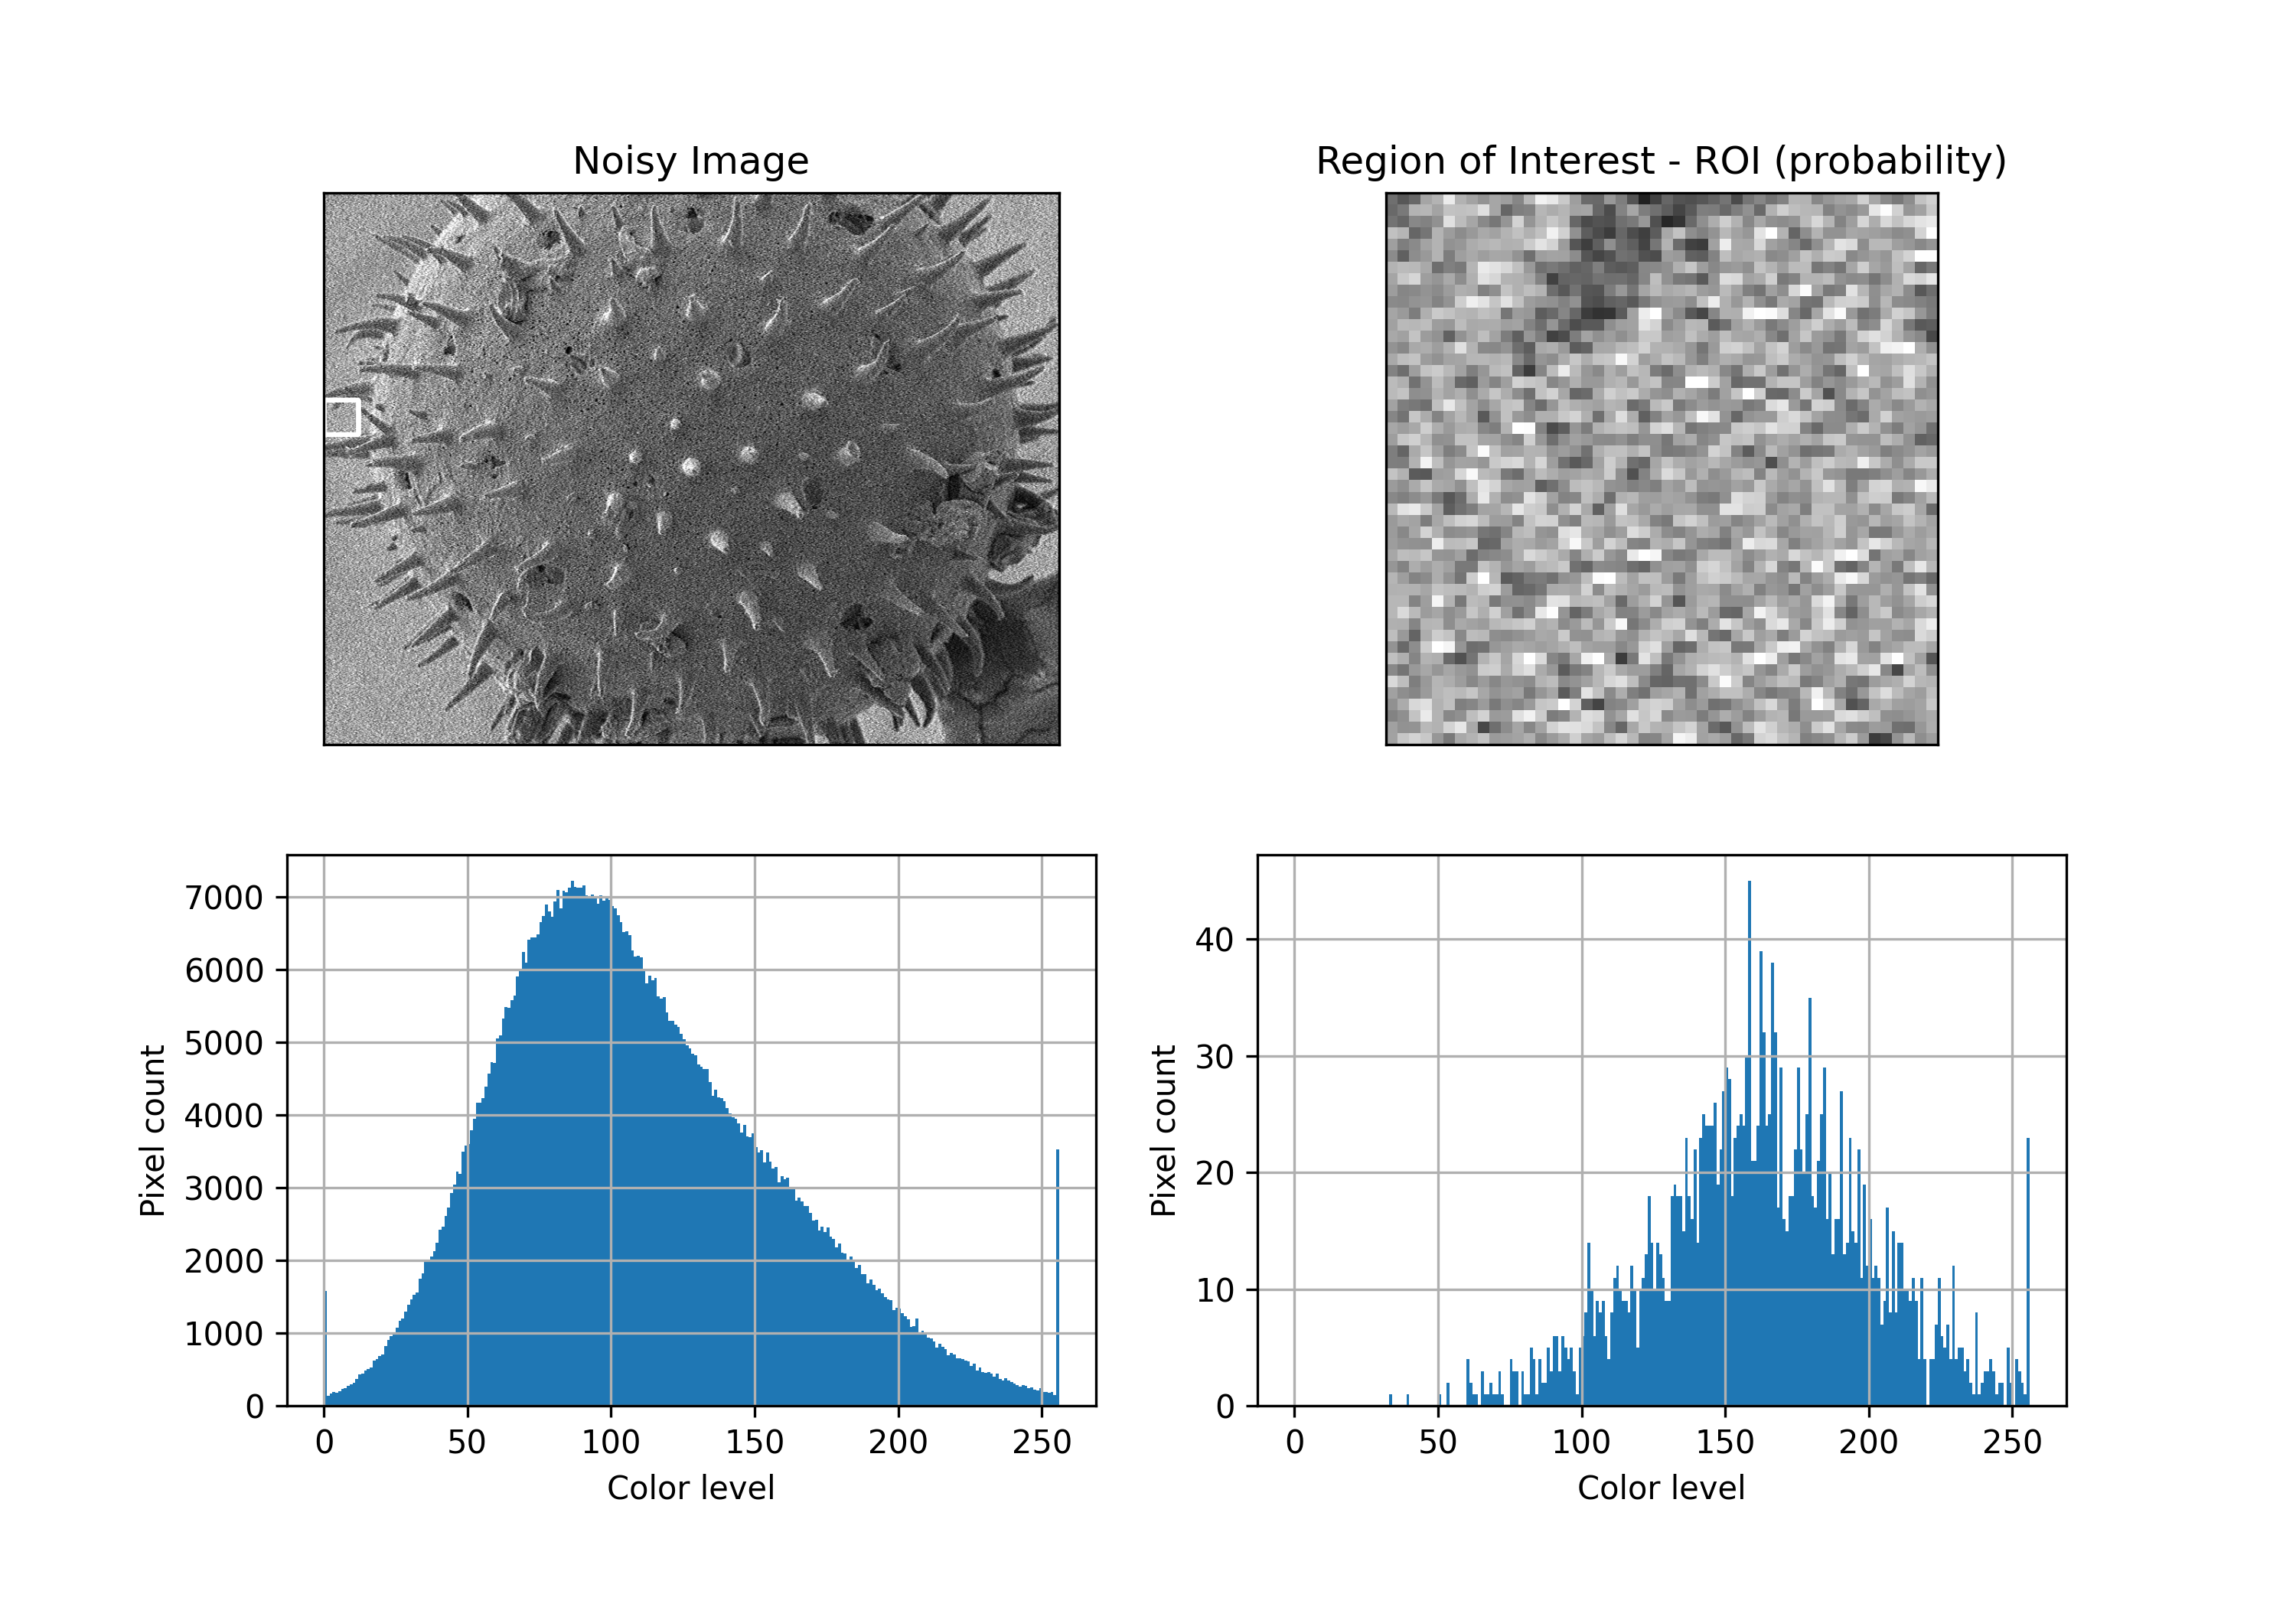 Noisy Image
Region of Interest - ROI (probability)
7000
6000
5000
4000
3000
2000
1000
0
Pixel count
0 50 100 150 200 250
Color level
40
30
20
10
0
Pixel count
0 50 100 150 200 250
Color level